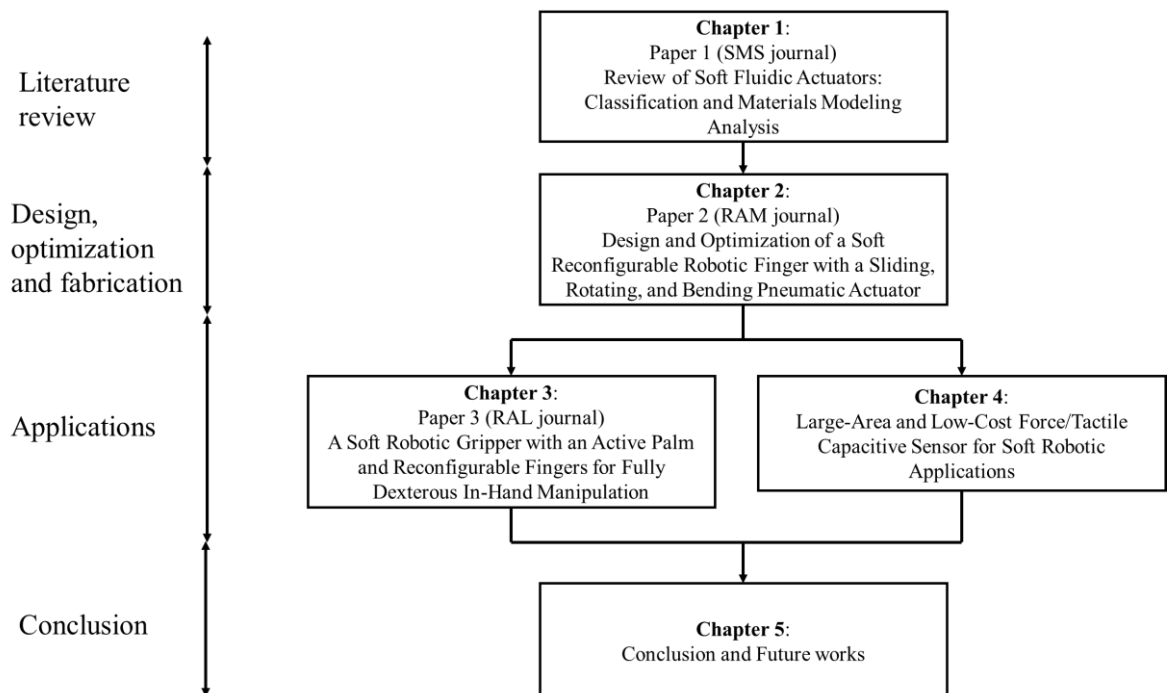 Literature
review
Chapter 1:
Paper 1 (SMS journal)
Review of Soft Fluidic Actuators:
Classification and Materials Modeling
Analysis
Design,
optimization
and fabrication
Chapter 2:
Paper 2 (RAM journal)
Design and Optimization of a Soft
Reconfigurable Robotic Finger with a Sliding,
Rotating, and Bending Pneumatic Actuator
Applications
Chapter 3:
Paper 3 (RAL journal)
A Soft Robotic Gripper with an Active Palm
and Reconfigurable Fingers for Fully
Dexterous In-Hand Manipulation
Chapter 4:
Large-Area and Low-Cost Force/Tactile
Capacitive Sensor for Soft Robotic
Applications
Conclusion
Chapter 5:
Conclusion and Future works